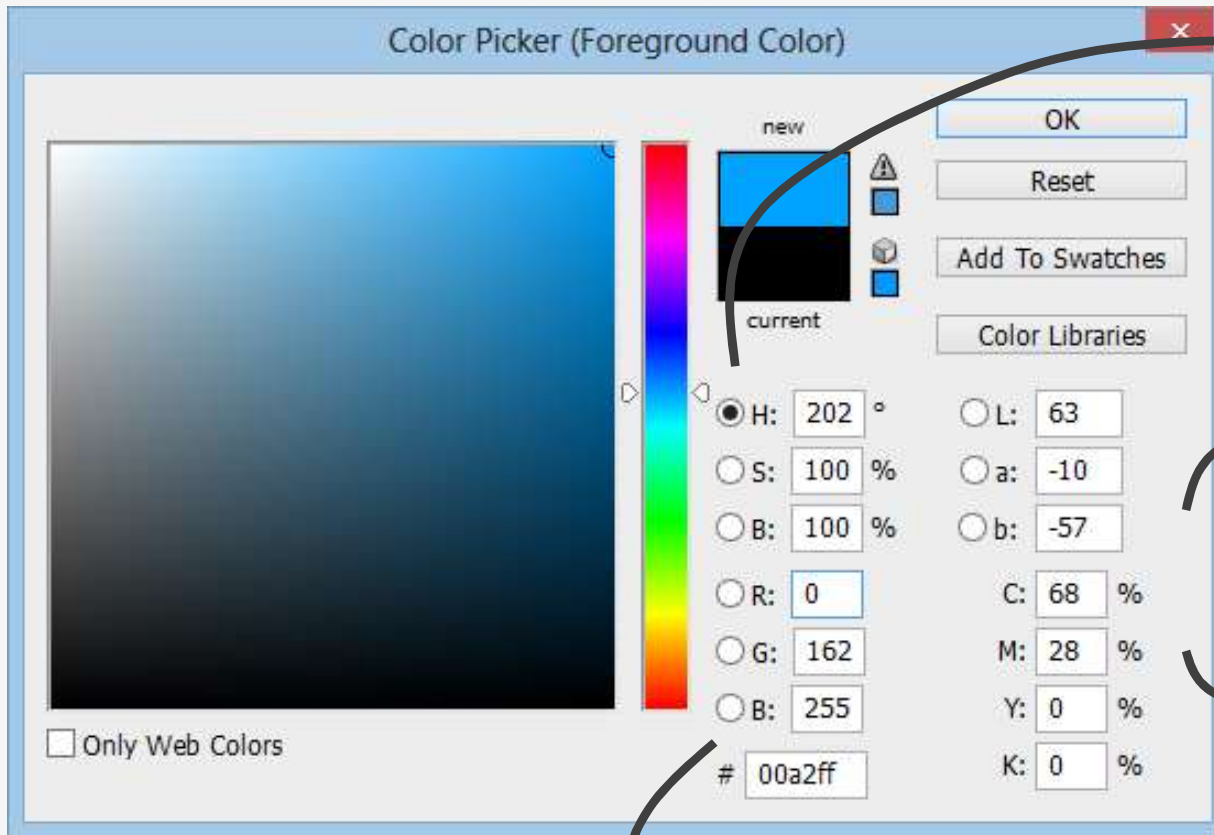 Color Picker (Foreground Color)
x
new
OK
Reset
Add To Swatches
current
Color Libraries
H: 202 °
L: 63
S: 100 %
a: -10
B: 100 %
b: -57
R: 0
C: 68 %
G: 162
M: 28 %
B: 255
Y: 0 %
Only Web Colors
# 00a2ff
K: 0 %